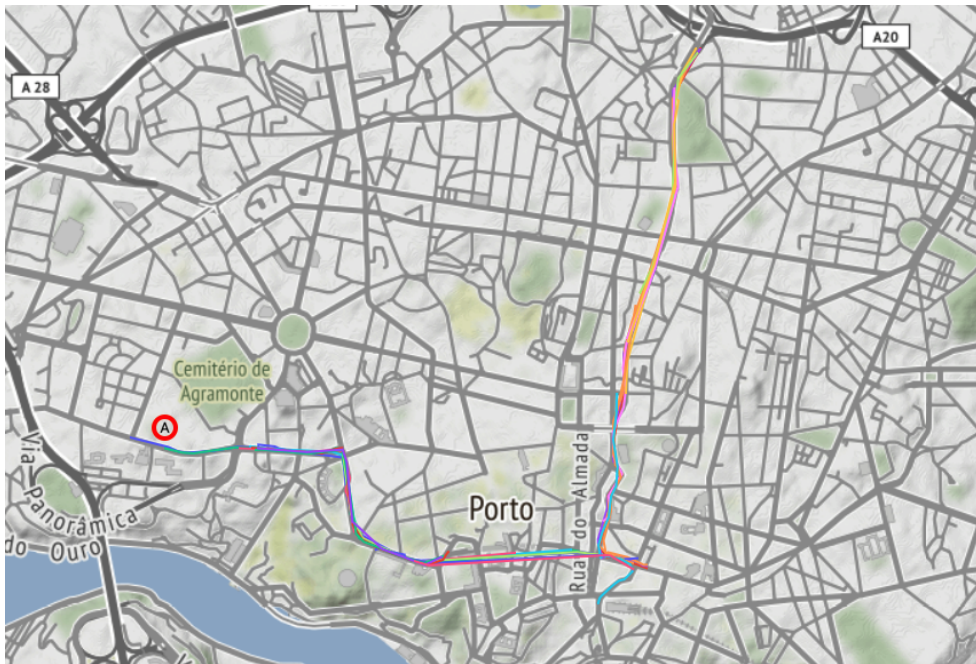 A20
A 28
Cemitério de
Agramonte
A
Via Panorâmica
do Ouro
Porto
Rua do Almada